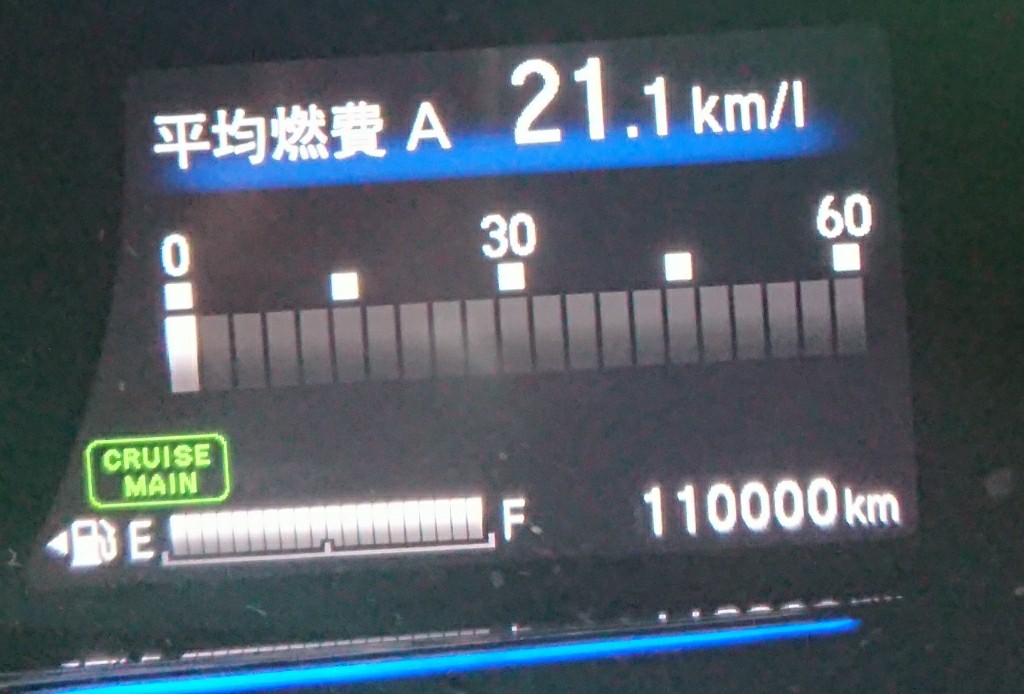 平均燃費 A 21.1 km/l
0 30 60
CRUISE
MAIN
E F 110000 km